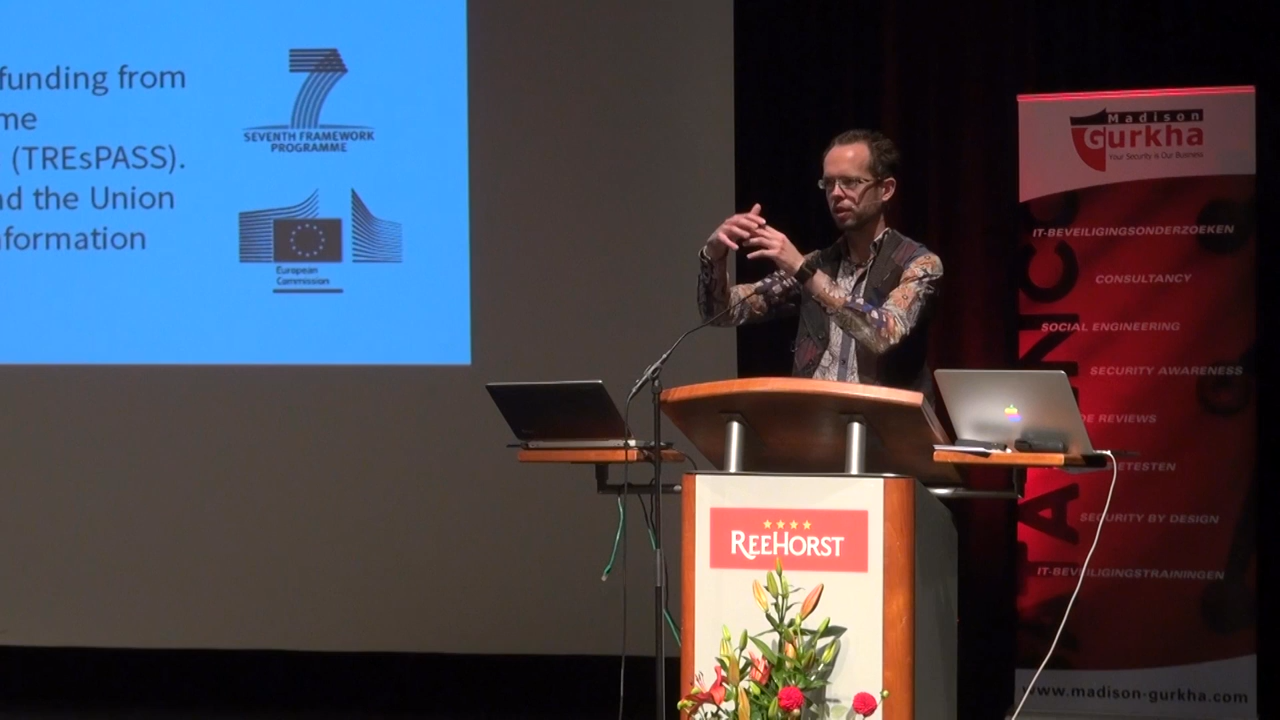 funding from
me
(TREsPASS).
nd the Union
nformation
7
SEVENTH FRAMEWORK
PROGRAMME
European
Commission
Madison
Gurkha
Your Security is Our Business
IT-BEVEILIGINGSONDERZOEKEN
CONSULTANCY
SOCIAL ENGINEERING
SECURITY AWARENESS
DE REVIEWS
ETESTEN
SECURITY BY DESIGN
IT-BEVEILIGINGSTRAININGEN
www.madison-gurkha.com
REEHORST